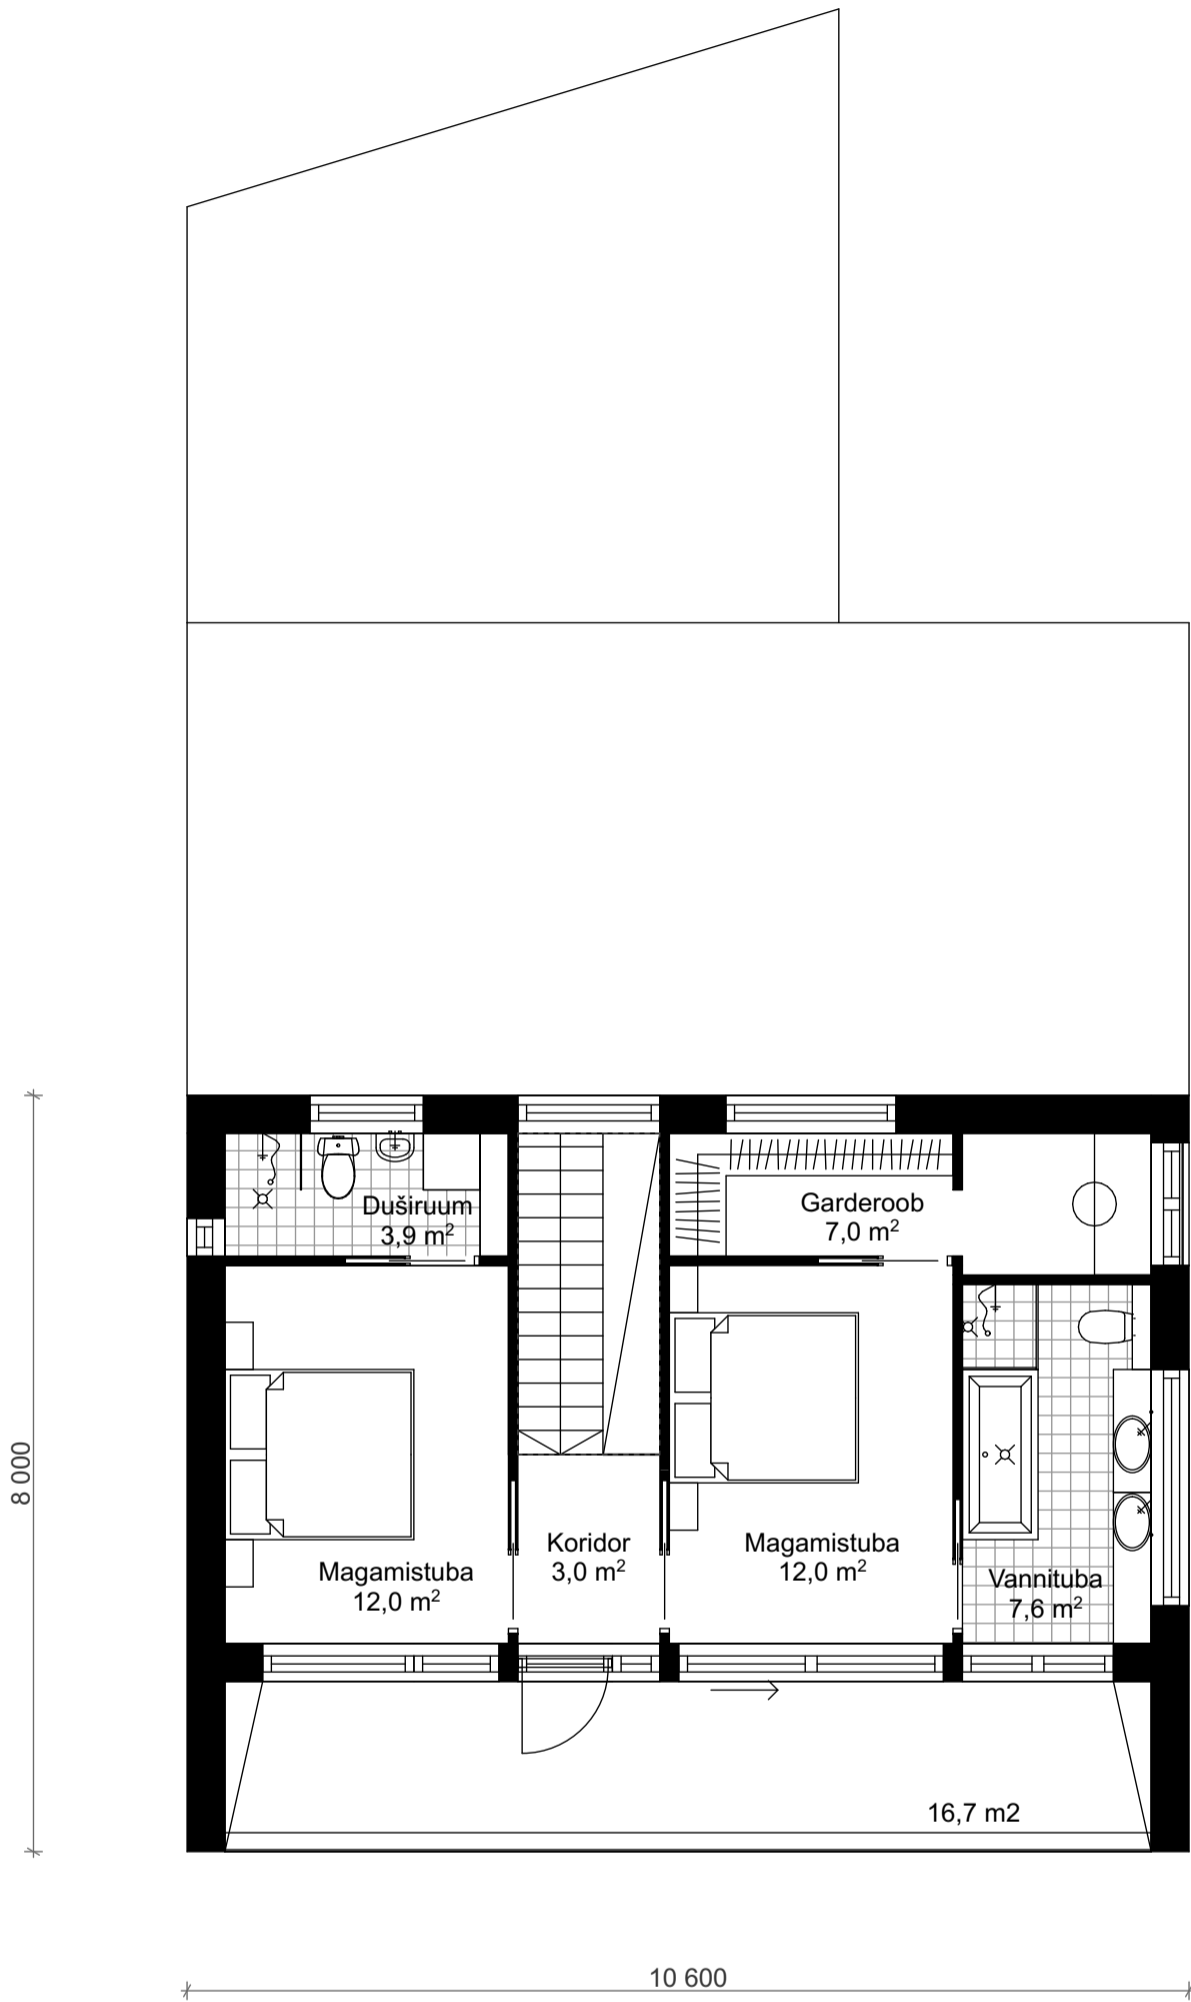 Duširuum
3,9 m²
Garderoob
7,0 m²
8 000
Koridor
3,0 m²
Magamistuba
12,0 m²
Magamistuba
12,0 m²
Vannituba
7,6 m²
16,7 m2
10 600